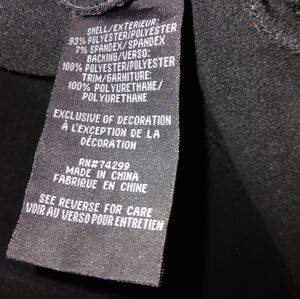 SHELL/EXTERIEUR:
93% POLYESTER/POLYESTER
7% SPANDEX/SPANDEX
BACKING/VERSO:
100% POLYESTER/POLYESTER
TRIM/GARNITURE:
100% POLYURETHANE/
POLYURETHANE
EXCLUSIVE OF DECORATION
À L'EXCEPTION DE LA
DÉCORATION
RN#74299
MADE IN CHINA
FABRIQUE EN CHINE
SEE REVERSE FOR CARE
VOIR AU VERSO POUR ENTRETIEN